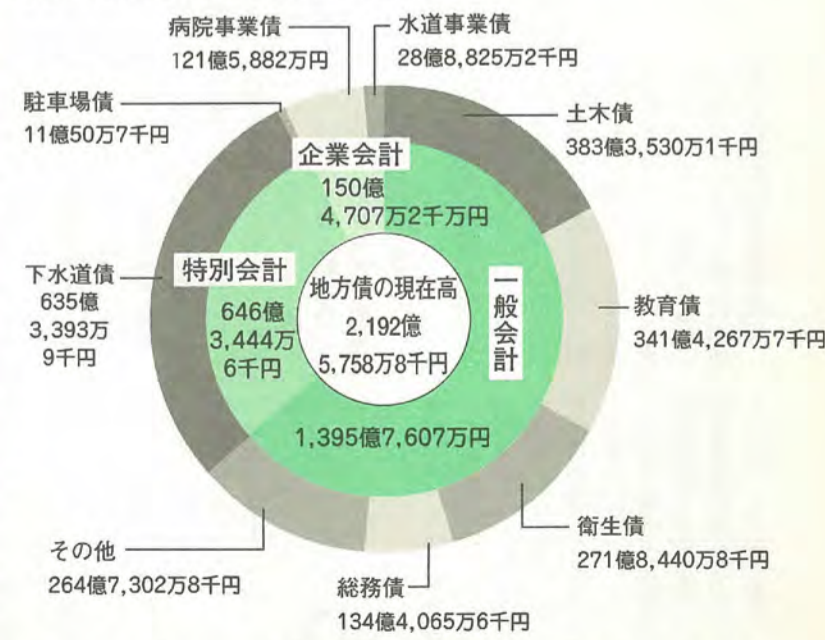 病院事業債
121億5,882万円
水道事業債
28億8,825万2千円
駐車場債
11億50万7千円
土木債
383億3,530万1千円
企業会計
150億
4,707万2千万円
下水道債
635億
3,393万
9千円
特別会計
646億
3,444万
6千円
地方債の現在高
2,192億
5,758万8千円
一般会計
1,395億7,607万円
教育債
341億4,267万7千円
衛生債
271億8,440万8千円
その他
264億7,302万8千円
総務債
134億4,065万6千円